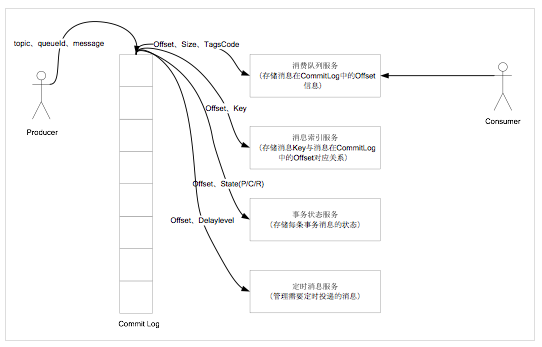 topic、queueId、message
Offset、Size、TagsCode
消费队列服务
（存储消息在CommitLog中的Offset
信息）
Producer
Consumer
Offset、Key
消息索引服务
（存储消息Key与消息在CommitLog
中的Offset对应关系）
Offset、State(P/C/R)
事务状态服务
（存储每条事务消息的状态）
Offset、Delaylevel
定时消息服务
（管理需要定时投递的消息）
Commit Log